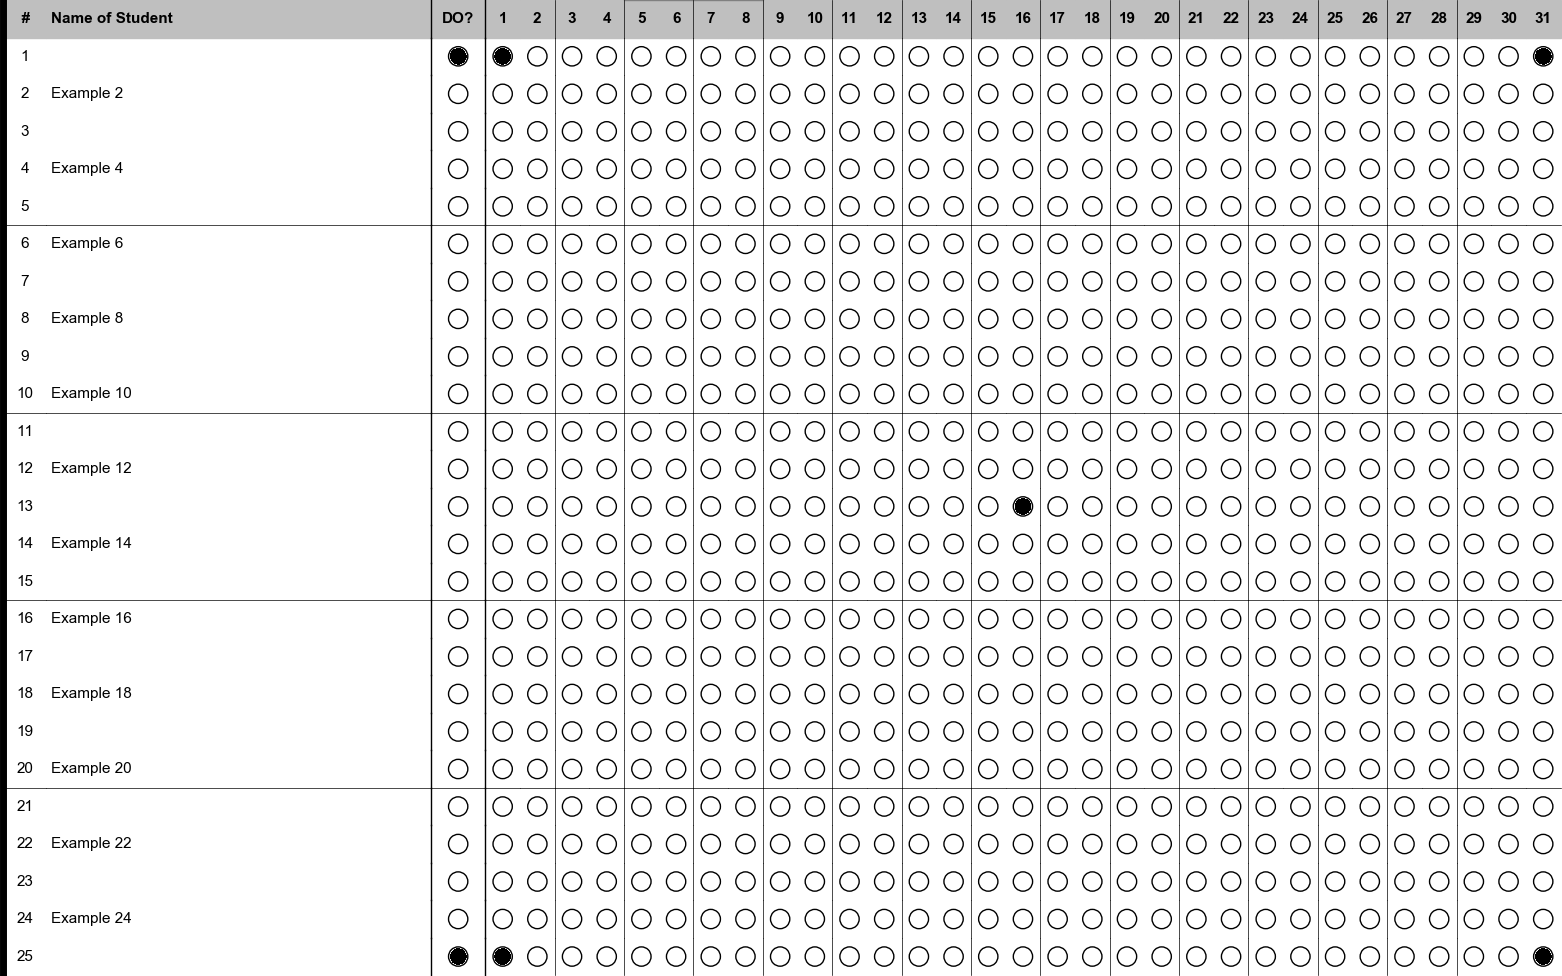 # Name of Student DO? 1 2 3 4 5 6 7 8 9 10 11 12 13 14 15 16 17 18 19 20 21 22 23 24 25 26 27 28 29 30 31
1
2 Example 2
3
4 Example 4
5
6 Example 6
7
8 Example 8
9
10 Example 10
11
12 Example 12
13
14 Example 14
15
16 Example 16
17
18 Example 18
19
20 Example 20
21
22 Example 22
23
24 Example 24
25